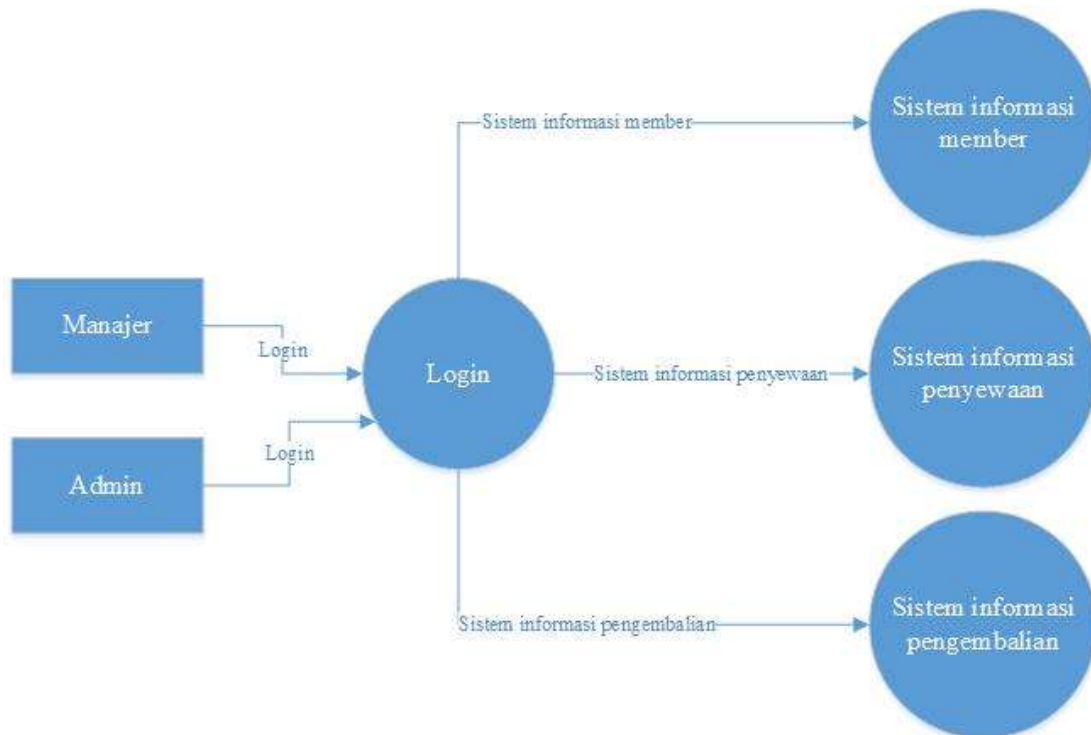 Sistem informasi
member
Sistem informasi member
Manajer
Login
Login
Sistem informasi penyewaan
Sistem informasi
penyewaan
Login
Admin
Sistem informasi pengembalian
Sistem informasi
pengembalian